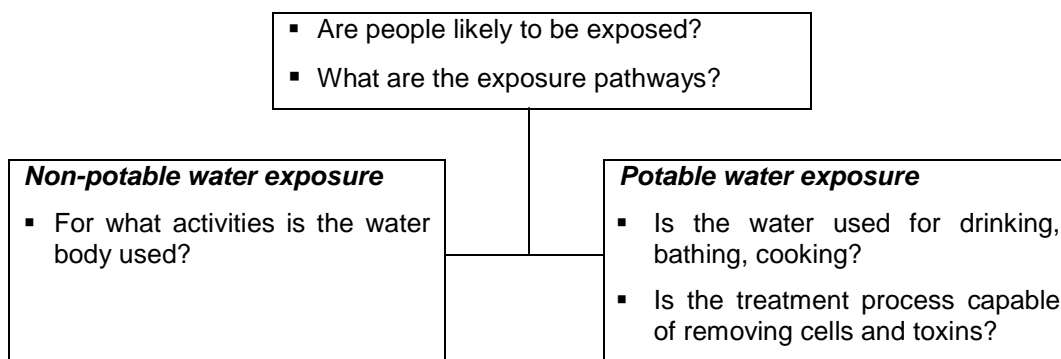 ▪ Are people likely to be exposed?
▪ What are the exposure pathways?
Non-potable water exposure
▪ For what activities is the water
body used?
Potable water exposure
▪ Is the water used for drinking,
bathing, cooking?
▪ Is the treatment process capable
of removing cells and toxins?